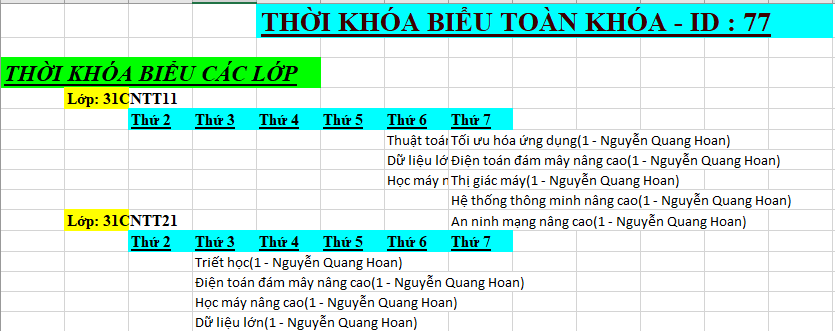 THỜI KHÓA BIỂU TOÀN KHÓA - ID : 77
THỜI KHÓA BIỂU CÁC LỚP
Lớp: 31CNTT11
Thứ 2 Thứ 3 Thứ 4 Thứ 5 Thứ 6 Thứ 7
Thuật toán Tối ưu hóa ứng dụng(1 - Nguyễn Quang Hoan)
Dữ liệu lớn Điện toán đám mây nâng cao(1 - Nguyễn Quang Hoan)
Học máy Thị giác máy(1 - Nguyễn Quang Hoan)
Hệ thống thông minh nâng cao(1 - Nguyễn Quang Hoan)
Lớp: 31CNTT21 An ninh mạng nâng cao(1 - Nguyễn Quang Hoan)
Thứ 2 Thứ 3 Thứ 4 Thứ 5 Thứ 6 Thứ 7
Triết học(1 - Nguyễn Quang Hoan)
Điện toán đám mây nâng cao(1 - Nguyễn Quang Hoan)
Học máy nâng cao(1 - Nguyễn Quang Hoan)
Dữ liệu lớn(1 - Nguyễn Quang Hoan)